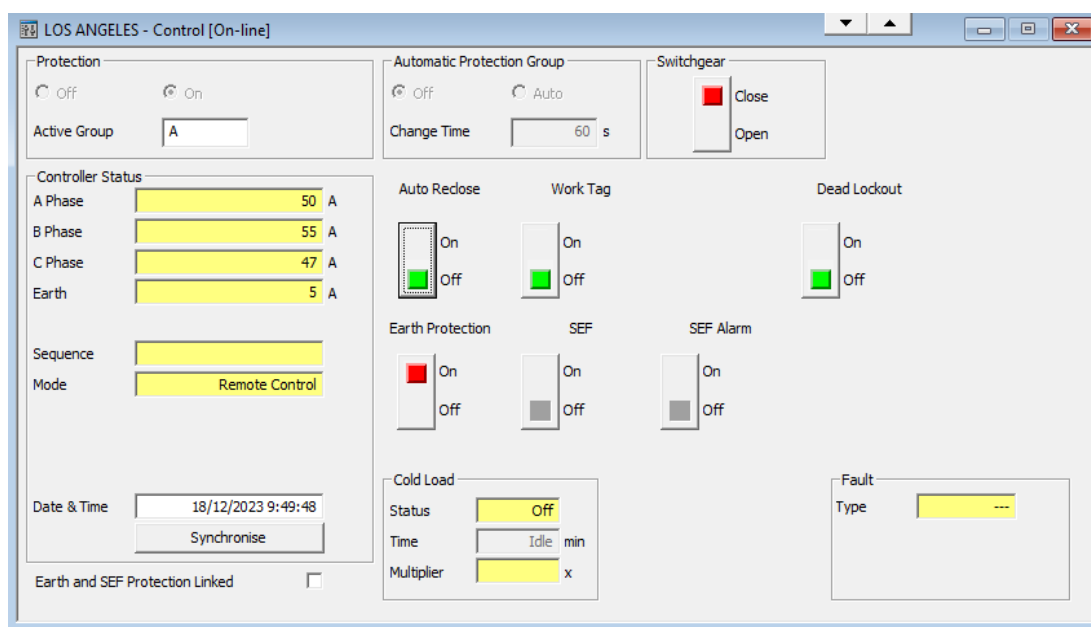 LOS ANGELES - Control [On-line]
Protection
Off On
Active Group A
Automatic Protection Group
Off Auto
Change Time 60 s
Switchgear
Close
Open
Controller Status
A Phase 50 A
B Phase 55 A
C Phase 47 A
Earth 5 A
Sequence
Mode Remote Control
Date & Time 18/12/2023 9:49:48
Synchronise
Earth and SEF Protection Linked
Auto Reclose Work Tag Dead Lockout
On On On
Off Off Off
Earth Protection SEF SEF Alarm
On On On
Off Off Off
Cold Load
Status Off
Time Idle min
Multiplier x
Fault
Type ---